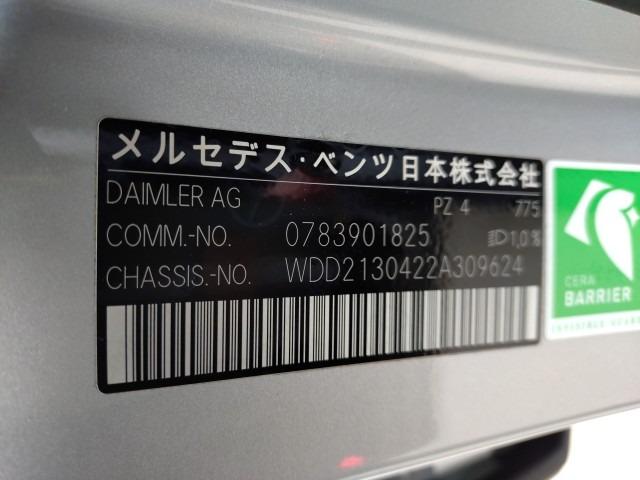 メルセデス・ベンツ日本株式会社
DAIMLER AG PZ 4 775
COMM.-NO. 0783901825 1,0%
CHASSIS.-NO. WDD2130422A309624
CERA
BARRIER